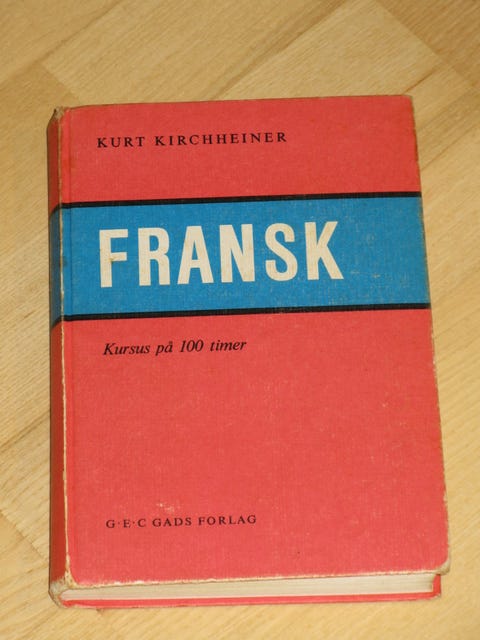 KURT KIRCHHEINER
FRANSK
Kursus på 100 timer
G·E·C GADS FORLAG